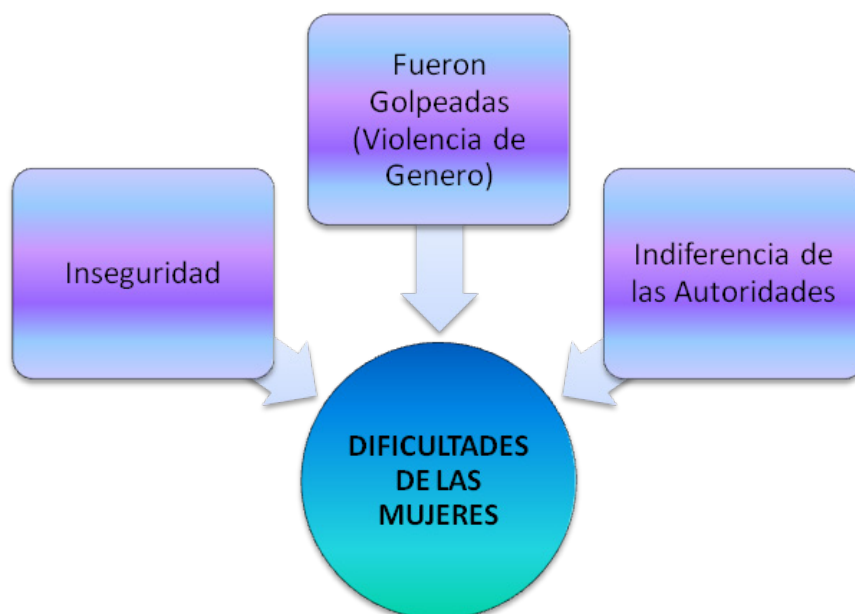 Fueron
Golpeadas
(Violencia de
Genero)
Inseguridad
Indiferencia de
las Autoridades
DIFICULTADES
DE LAS
MUJERES